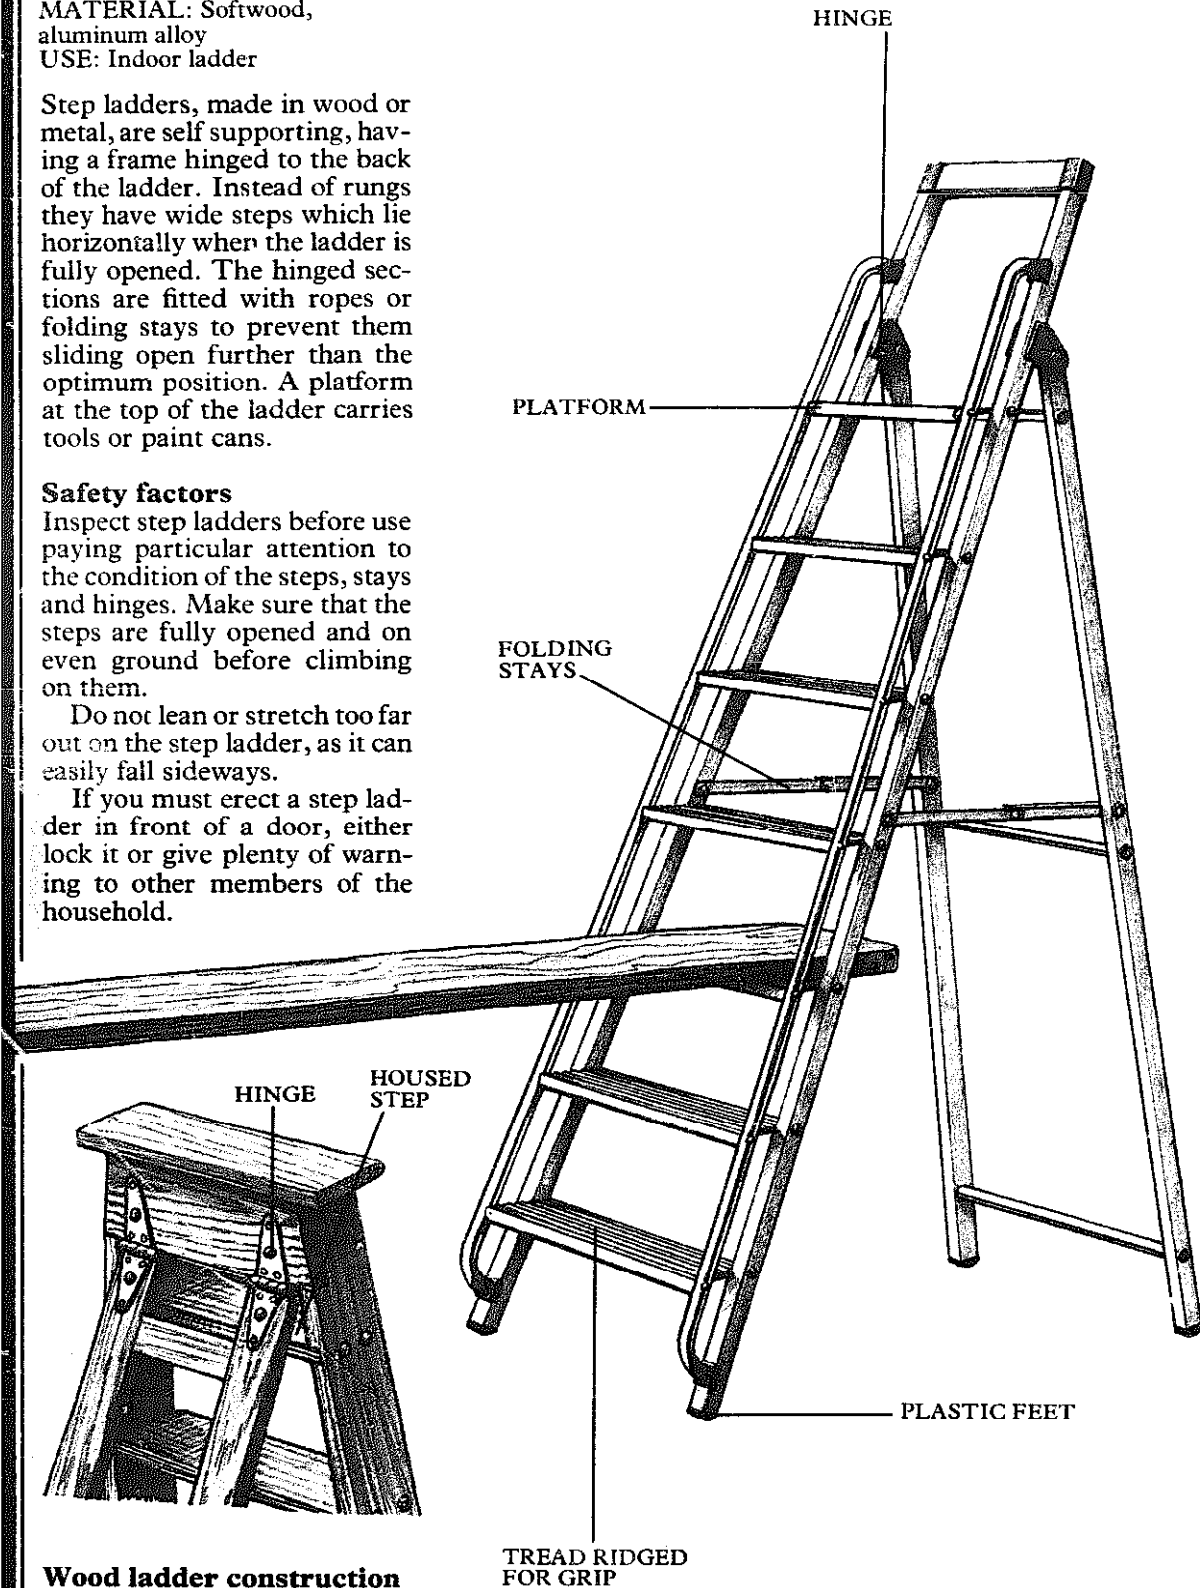 MATERIAL: Softwood,
aluminum alloy
USE: Indoor ladder
Step ladders, made in wood or
metal, are self supporting, hav-
ing a frame hinged to the back
of the ladder. Instead of rungs
they have wide steps which lie
horizontally when the ladder is
fully opened. The hinged sec-
tions are fitted with ropes or
folding stays to prevent them
sliding open further than the
optimum position. A platform
at the top of the ladder carries
tools or paint cans.
Safety factors
Inspect step ladders before use
paying particular attention to
the condition of the steps, stays
and hinges. Make sure that the
steps are fully opened and on
even ground before climbing
on them.
Do not lean or stretch too far
out on the step ladder, as it can
easily fall sideways.
If you must erect a step lad-
der in front of a door, either
lock it or give plenty of warn-
ing to other members of the
household.
HINGE
PLATFORM
FOLDING
STAYS
HINGE
HOUSED
STEP
PLASTIC FEET
TREAD RIDGED
FOR GRIP
Wood ladder construction